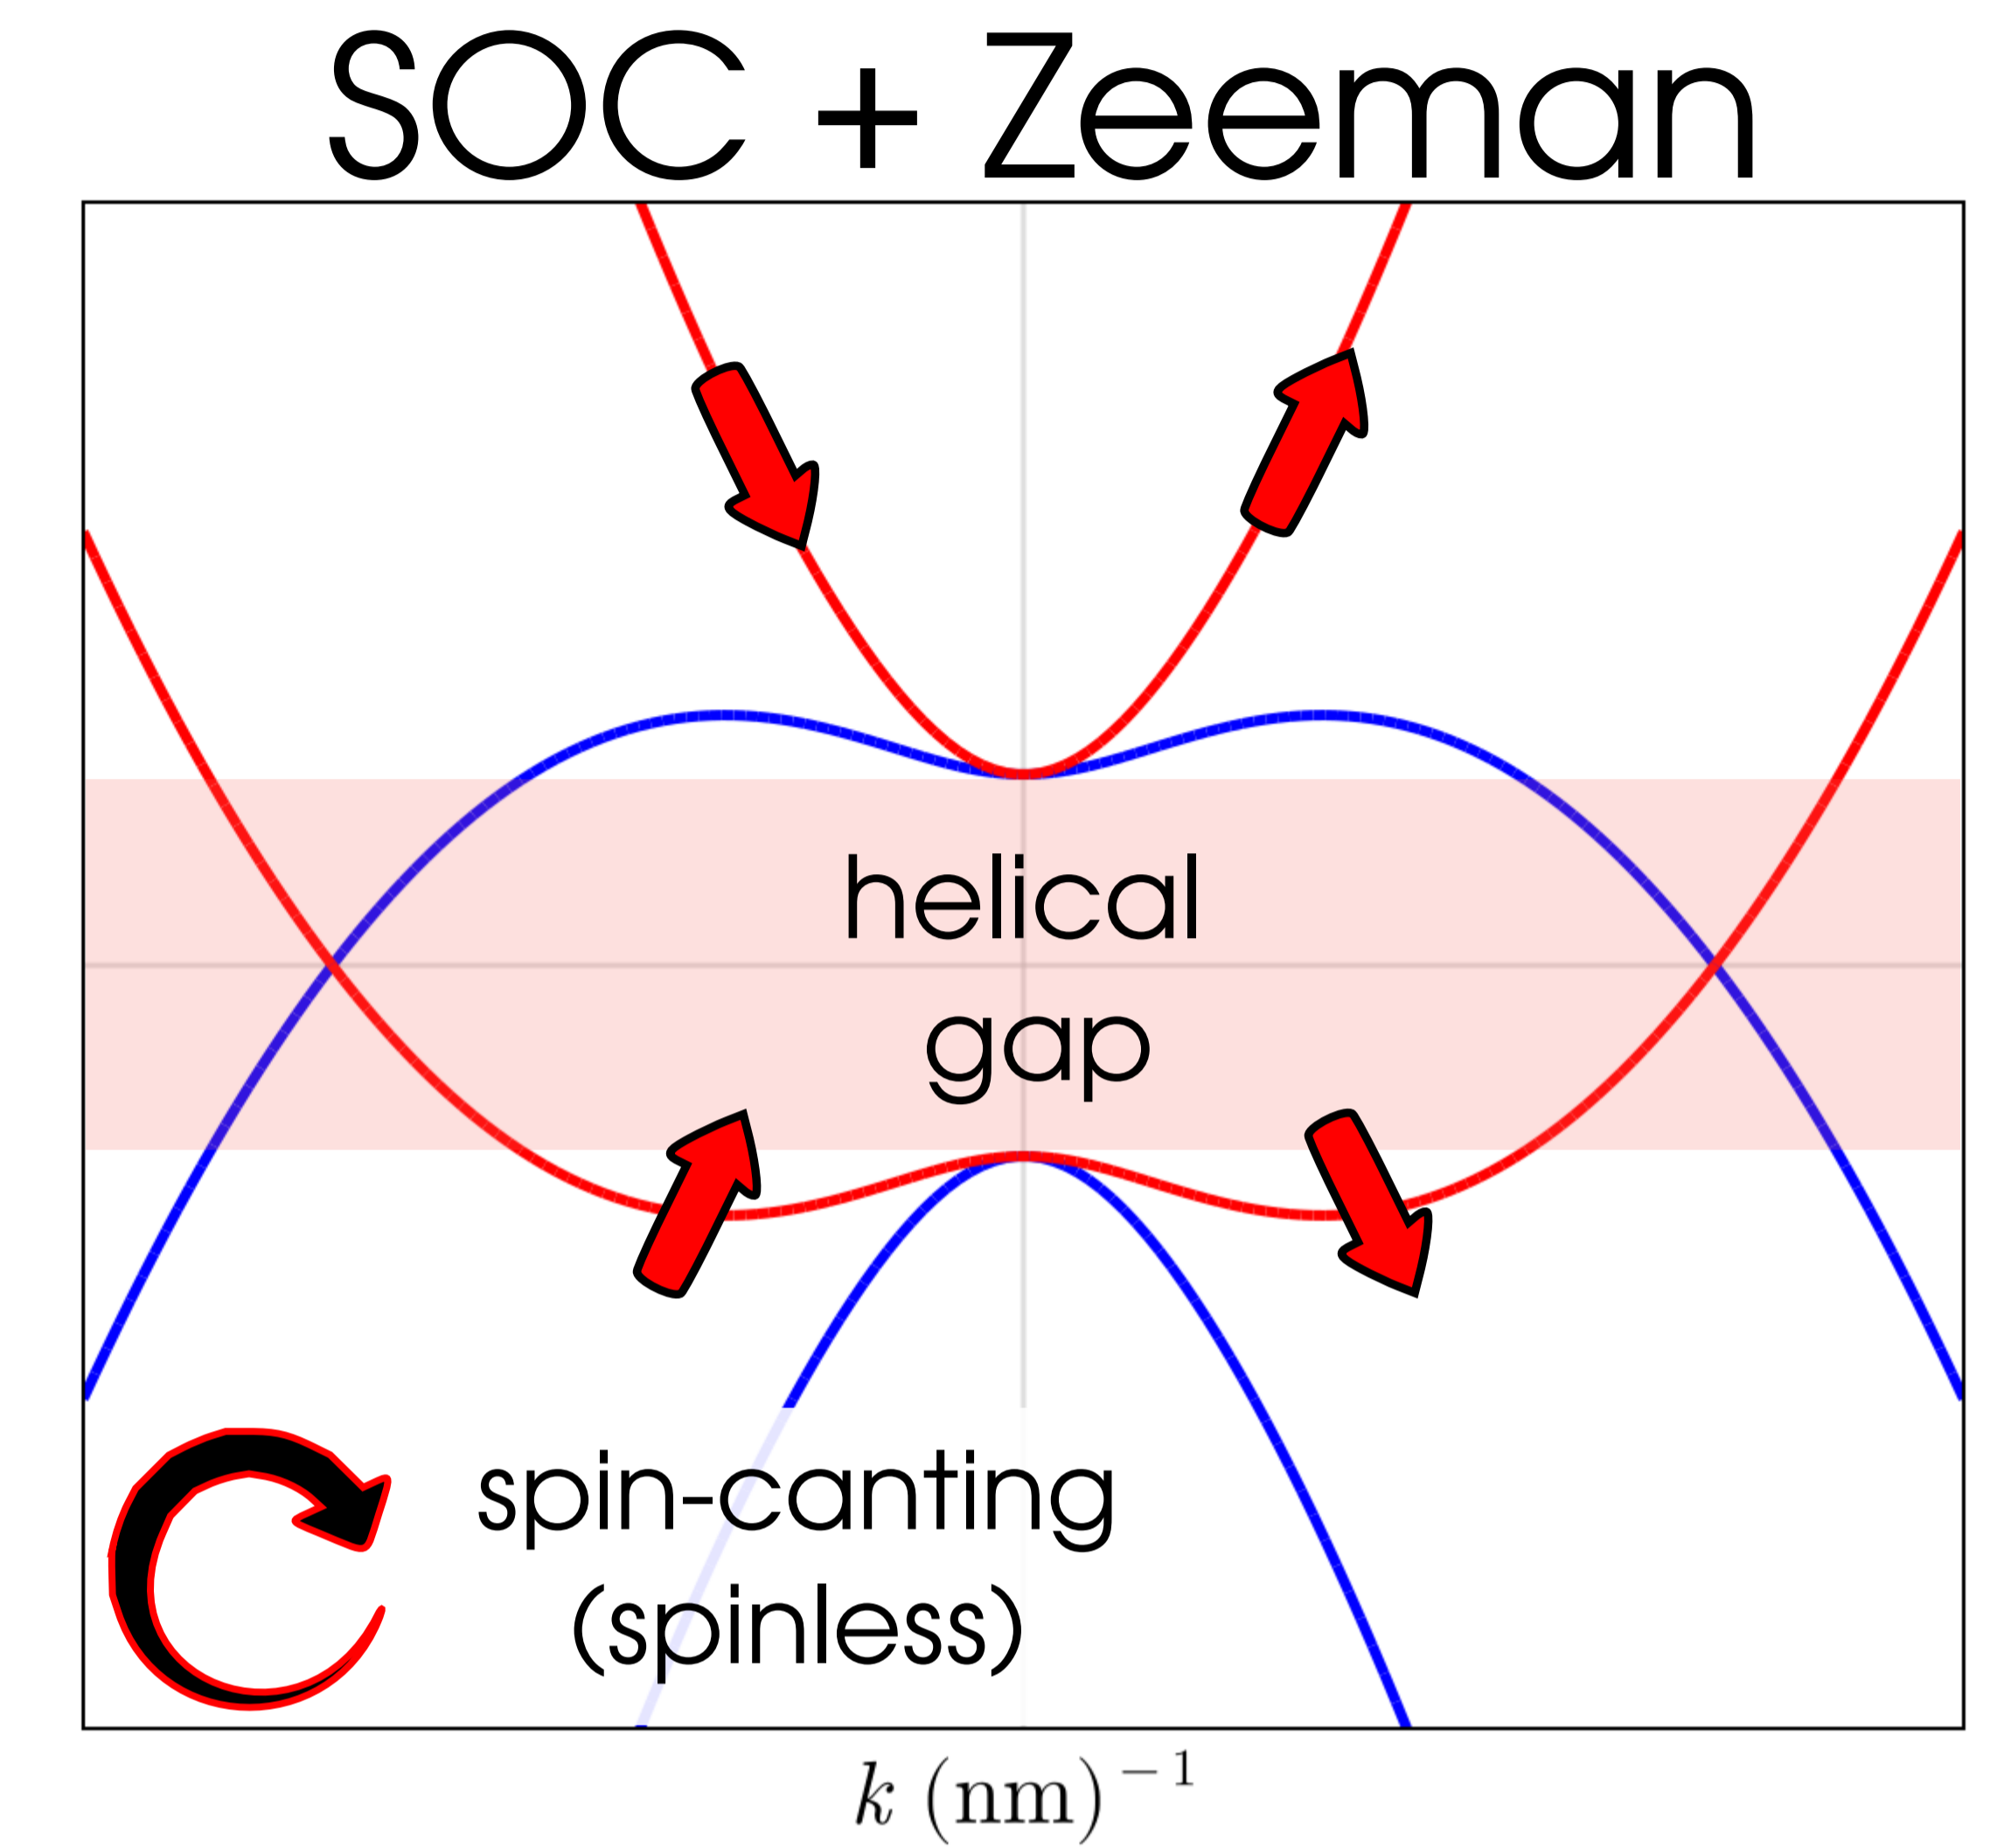 SOC + Zeeman
helical
gap
spin-canting
(spinless)
k (nm)⁻¹